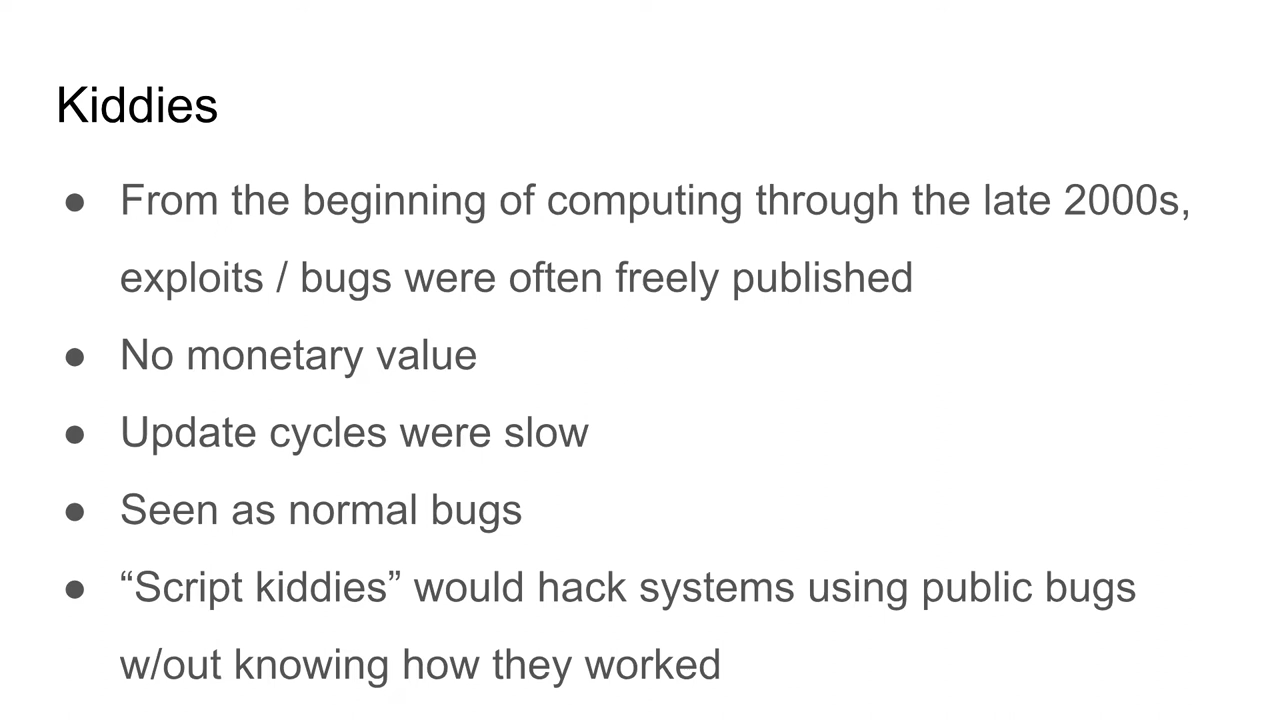 Kiddies
● From the beginning of computing through the late 2000s,
exploits / bugs were often freely published
● No monetary value
● Update cycles were slow
● Seen as normal bugs
● “Script kiddies” would hack systems using public bugs
w/out knowing how they worked